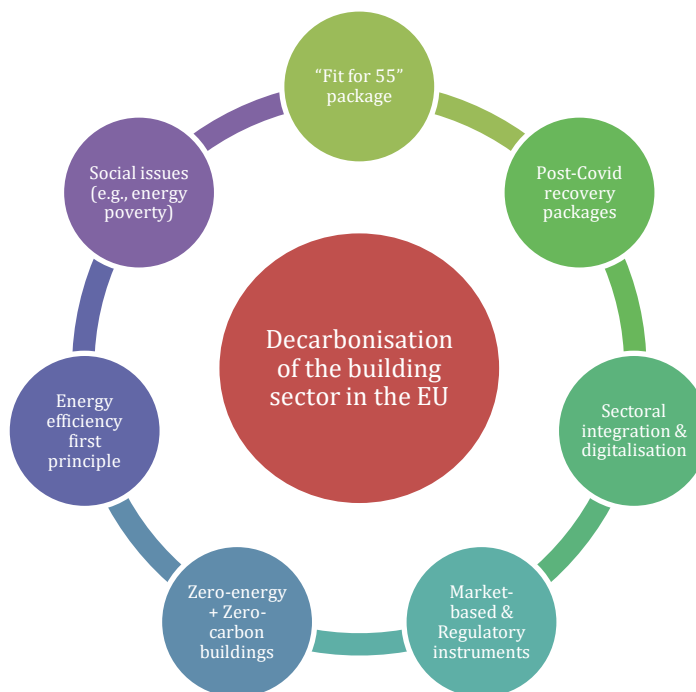 “Fit for 55”
package
Post-Covid
recovery
packages
Sectoral
integration &
digitalisation
Market-
based &
Regulatory
instruments
Zero-energy
+ Zero-
carbon
buildings
Energy
efficiency
first
principle
Social issues
(e.g., energy
poverty)
Decarbonisation
of the building
sector in the EU